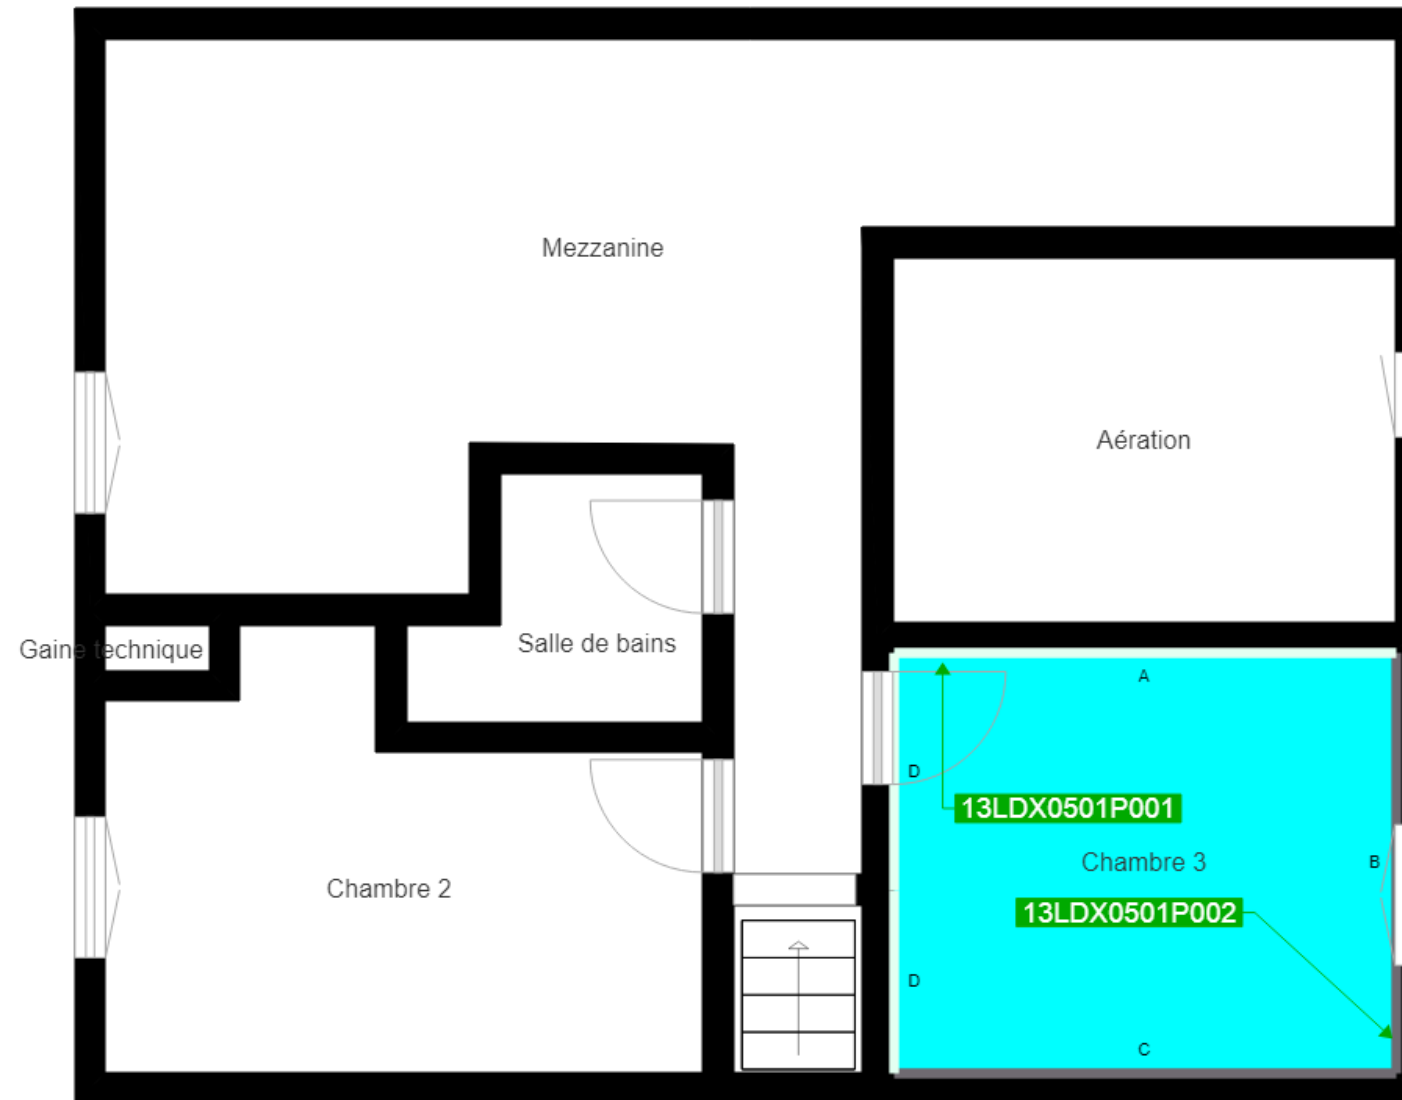 Mezzanine
Aération
Salle de bains
Gaine technique
A
D
13LDX0501P001
Chambre 3
B
Chambre 2
13LDX0501P002
D
C